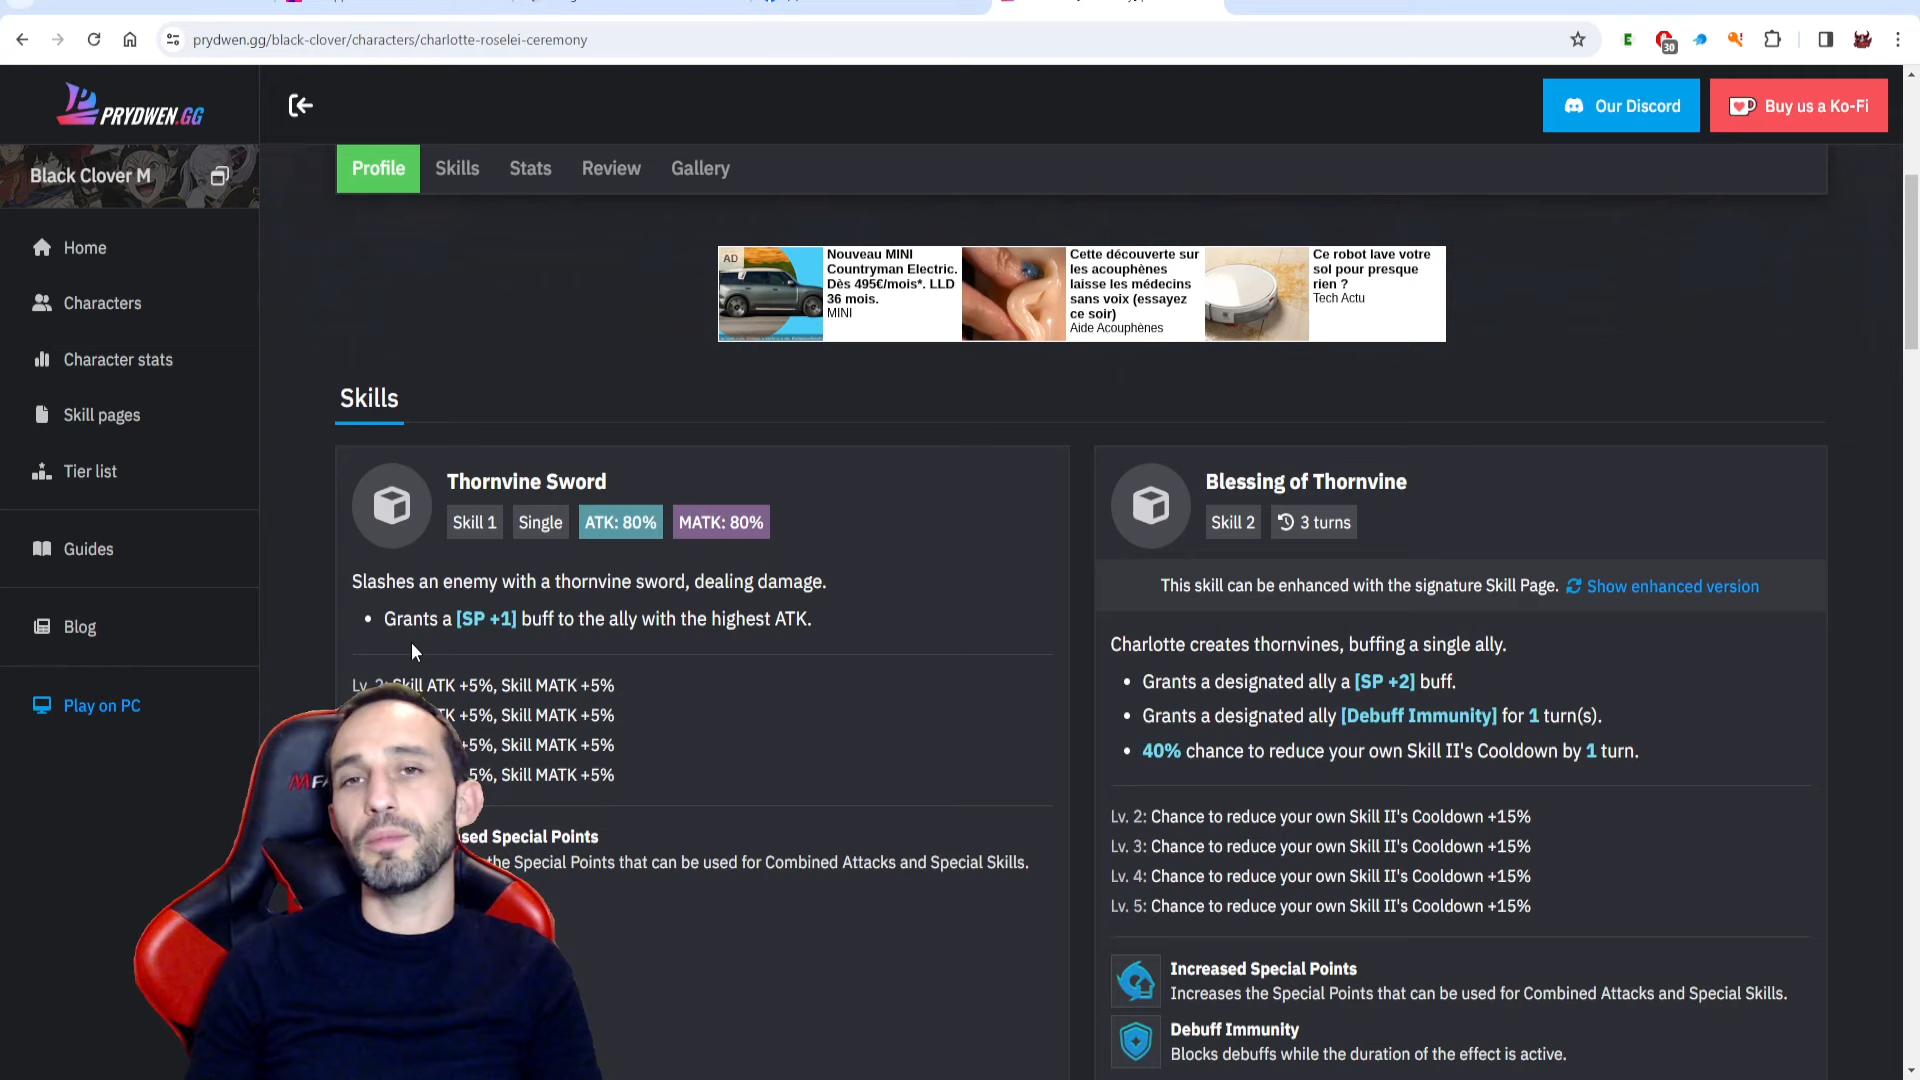 prydwen.gg/black-clover/characters/charlotte-roselei-ceremony
E
30
PRYDWEN.GG
Our Discord
Buy us a Ko-Fi
Black Clover M
Profile
Skills
Stats
Review
Gallery
Home
Characters
Character stats
Skill pages
Tier list
Guides
Blog
Play on PC
AD
Nouveau MINI
Countryman Electric.
Dès 495€/mois*. LLD
36 mois.
MINI
Cette découverte sur
les acouphènes
laisse les médecins
sans voix (essayez
ce soir)
Aide Acouphènes
Ce robot lave votre
sol pour presque
rien ?
Tech Actu
Skills
Thornvine Sword
Skill 1
Single
ATK: 80%
MATK: 80%
Slashes an enemy with a thornvine sword, dealing damage.
• Grants a [SP +1] buff to the ally with the highest ATK.
Lv. 2: Skill ATK +5%, Skill MATK +5%
TK +5%, Skill MATK +5%
+5%, Skill MATK +5%
5%, Skill MATK +5%
sed Special Points
the Special Points that can be used for Combined Attacks and Special Skills.
Blessing of Thornvine
Skill 2
3 turns
This skill can be enhanced with the signature Skill Page. Show enhanced version
Charlotte creates thornvines, buffing a single ally.
• Grants a designated ally a [SP +2] buff.
• Grants a designated ally [Debuff Immunity] for 1 turn(s).
• 40% chance to reduce your own Skill II's Cooldown by 1 turn.
Lv. 2: Chance to reduce your own Skill II's Cooldown +15%
Lv. 3: Chance to reduce your own Skill II's Cooldown +15%
Lv. 4: Chance to reduce your own Skill II's Cooldown +15%
Lv. 5: Chance to reduce your own Skill II's Cooldown +15%
Increased Special Points
Increases the Special Points that can be used for Combined Attacks and Special Skills.
Debuff Immunity
Blocks debuffs while the duration of the effect is active.